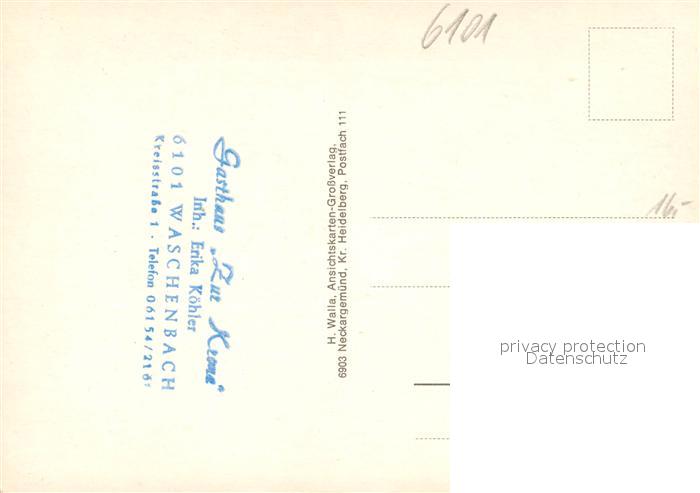 6101
Gasthaus „Zur Krone“
Inh.: Erika Köhler
6101 WASCHENBACH
Kreisstraße 1 · Telefon 06154/
H. Walla, Ansichtskarten-Großverlag,
6903 Neckargemünd, Kr. Heidelberg, Postfach 111
16,-
privacy protection
Datenschutz